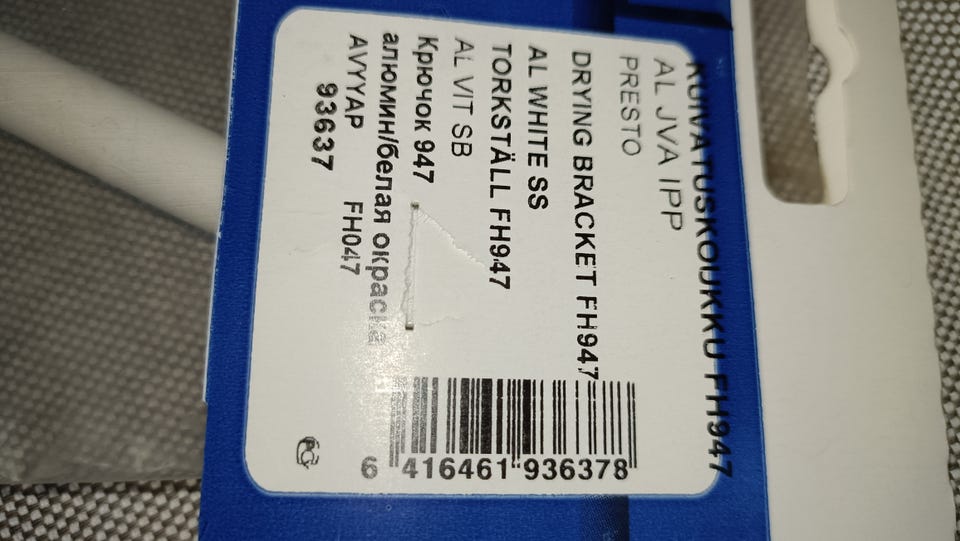 KUIVATUSKOUKKU FH947
AL JVA IPP
PRESTO
DRYING BRACKET FH947
AL WHITE SS
TORKSTÄLL FH947
AL VIT SB
Крючок 947
алюмин/белая окраска
AVYYAP FH047
93637
6 416461 936378